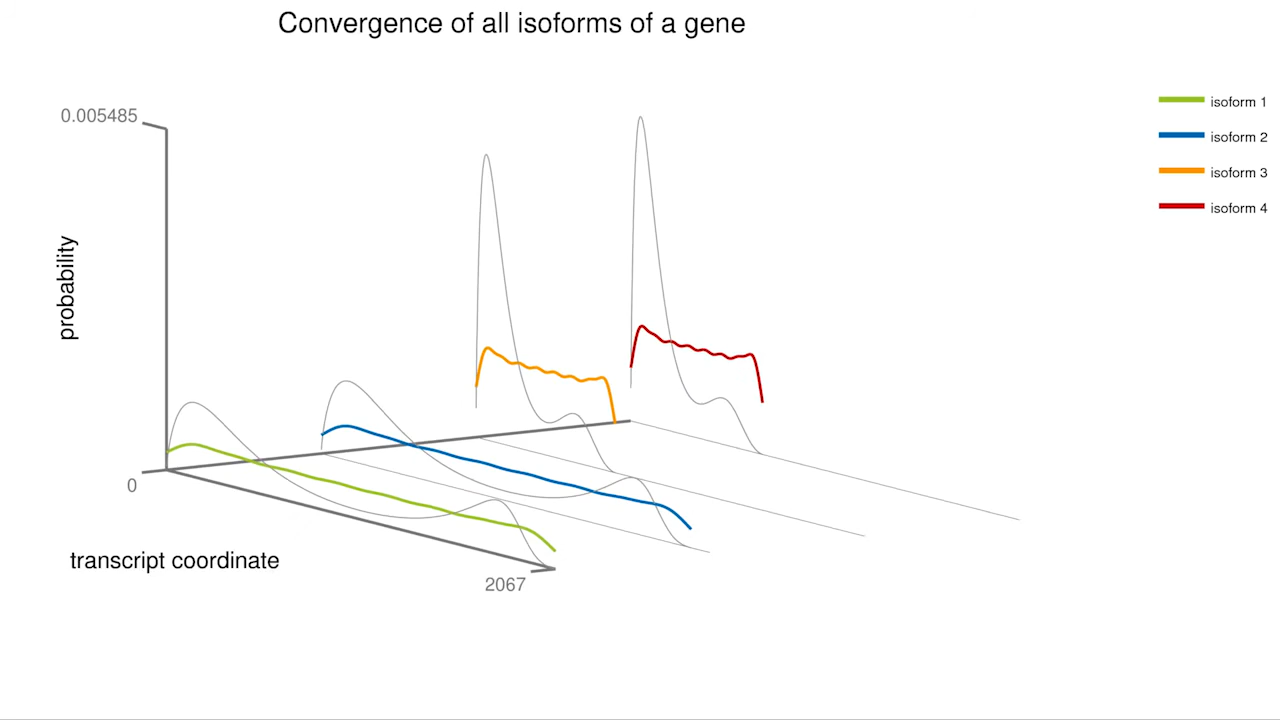 Convergence of all isoforms of a gene
0.005485
probability
0
transcript coordinate
2067
isoform 1
isoform 2
isoform 3
isoform 4